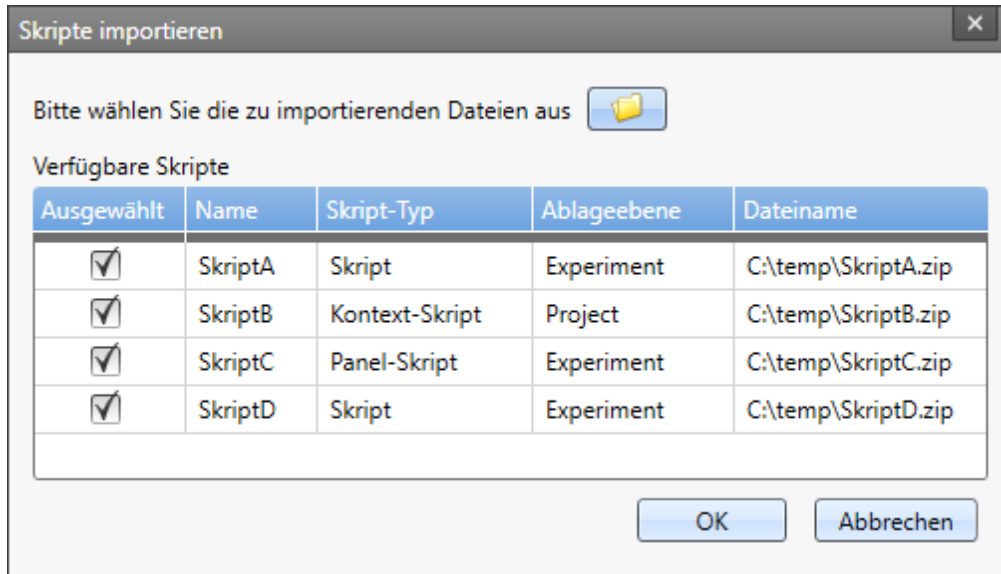 Skripte importieren
Bitte wählen Sie die zu importierenden Dateien aus
Verfügbare Skripte
Ausgewählt Name Skript-Typ Ablageebene Dateiname
SkriptA Skript Experiment C:\temp\SkriptA.zip
SkriptB Kontext-Skript Project C:\temp\SkriptB.zip
SkriptC Panel-Skript Experiment C:\temp\SkriptC.zip
SkriptD Skript Experiment C:\temp\SkriptD.zip
OK Abbrechen